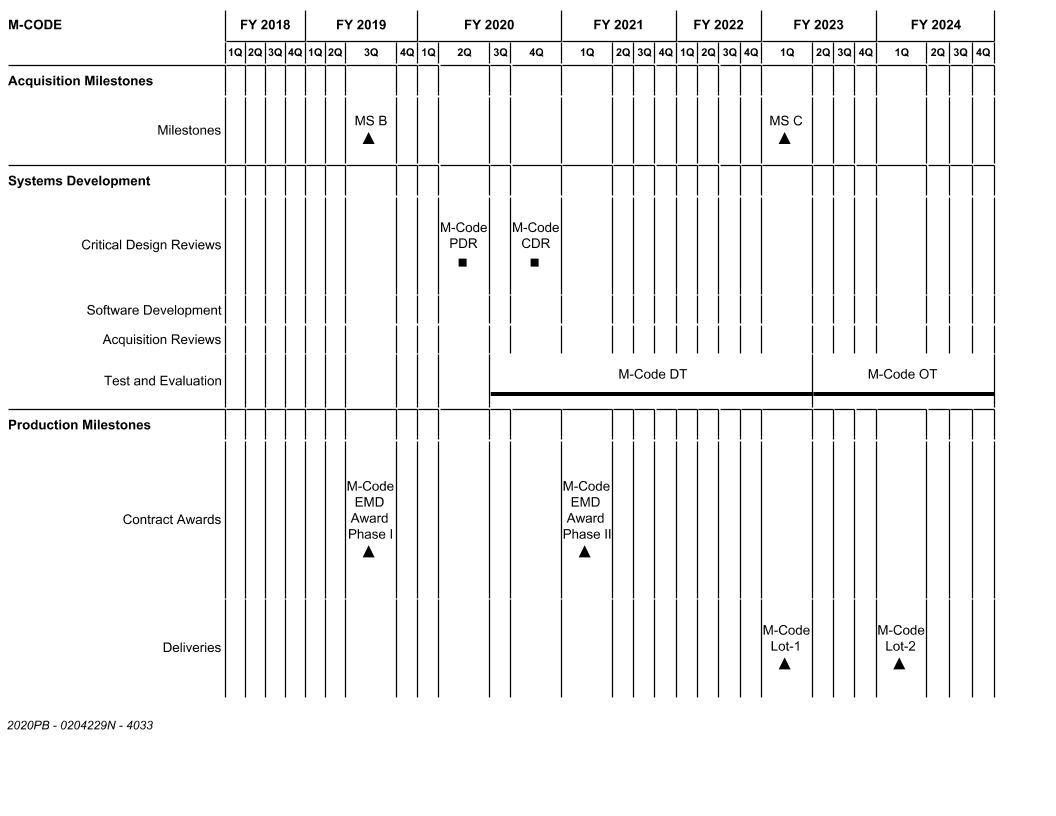 M-CODE FY 2018 FY 2019 FY 2020 FY 2021 FY 2022 FY 2023 FY 2024
1Q 2Q 3Q 4Q 1Q 2Q 3Q 4Q 1Q 2Q 3Q 4Q 1Q 2Q 3Q 4Q 1Q 2Q 3Q 4Q 1Q 2Q 3Q 4Q 1Q 2Q 3Q 4Q
Acquisition Milestones
Milestones
MS B
MS C
Systems Development
Critical Design Reviews
M-Code
PDR
M-Code
CDR
Software Development
Acquisition Reviews
Test and Evaluation
M-Code DT
M-Code OT
Production Milestones
Contract Awards
M-Code
EMD
Award
Phase I
M-Code
EMD
Award
Phase II
Deliveries
M-Code
Lot-1
M-Code
Lot-2
2020PB - 0204229N - 4033